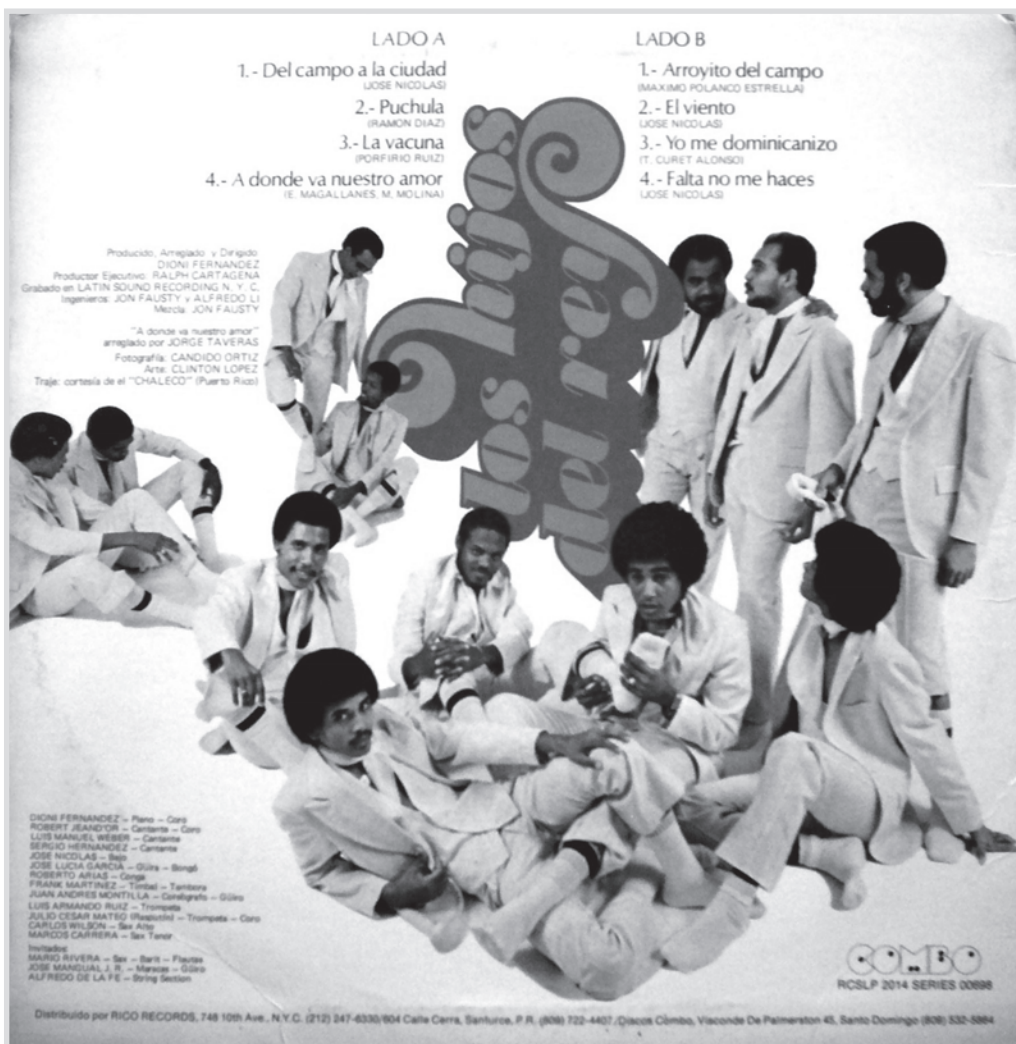 LADO A
1.- Del campo a la ciudad
(JOSE NICOLAS)
2.- Puchula
(RAMON DIAZ)
3.- La vacuna
(PORFIRIO RUIZ)
4.- A donde va nuestro amor
(E. MAGALLANES, M. MOLINA)
LADO B
1.- Arroyito del campo
(MAXIMO POLANCO ESTRELLA)
2.- El viento
(JOSE NICOLAS)
3.- Yo me dominicanizo
(T. CURET ALONSO)
4.- Falta no me haces
(JOSE NICOLAS)
los hijos
del rey
Producido, Arreglado y Dirigido
DIONI FERNANDEZ
Productor Ejecutivo: RALPH CARTAGENA
Grabado en LATIN SOUND RECORDING N.Y.C.
Ingenieros: JON FAUSTY y ALFREDO LI
Mezcla: JON FAUSTY
"A donde va nuestro amor"
arreglado por JORGE TAVERAS
Fotografía: CANDIDO ORTIZ
Arte: CLINTON LOPEZ
Traje: cortesía de el "CHALECO" (Puerto Rico)
DIONI FERNANDEZ – Piano – Coro
ROBERT JEAND'OR – Cantante – Coro
LUIS MANUEL WEBER – Cantante
SERGIO HERNANDEZ – Cantante
JOSE NICOLAS – Bajo
JOSE LUCIA GARCIA – Güira – Bongó
ROBERTO ARIAS – Conga
FRANK MARTINEZ – Timbal – Tambora
JUAN ANDRES MONTILLA – Coreógrafo – Güiro
LUIS ARMANDO RUIZ – Trompeta
JULIO CESAR MATEO (Rasputín) – Trompeta – Coro
CARLOS WILSON – Sax Alto
MARCOS CARRERA – Sax Tenor
Invitados:
MARIO RIVERA – Sax – Barit – Flautas
JOSE MANGUAL J.R. – Maracas – Güiro
ALFREDO DE LA FE – String Section
COMBO
RCSLP 2014 SERIES 00698
Distribuido por RICO RECORDS, 748 10th Ave., N.Y.C. (212) 247-6330/604 Calle Cerra, Santurce, P.R. (809) 722-4407/Discos Combo, Visconde De Palmerston 45, Santo Domingo (809) 532-5864